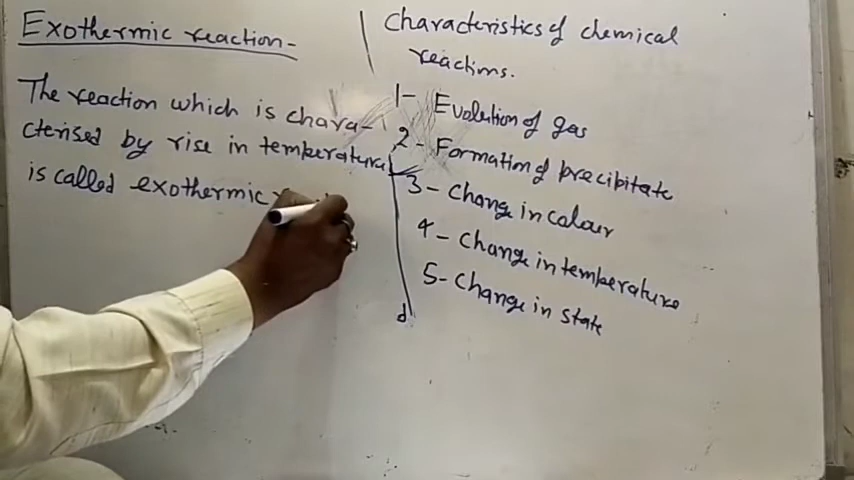 Exothermic reaction-
The reaction which is chara-
cterised by rise in temperature
is called exothermic
Characteristics of chemical
reactions.
1- Evolution of gas
2- Formation of precipitate
3- Change in colour
4- Change in temperature
5- Change in state